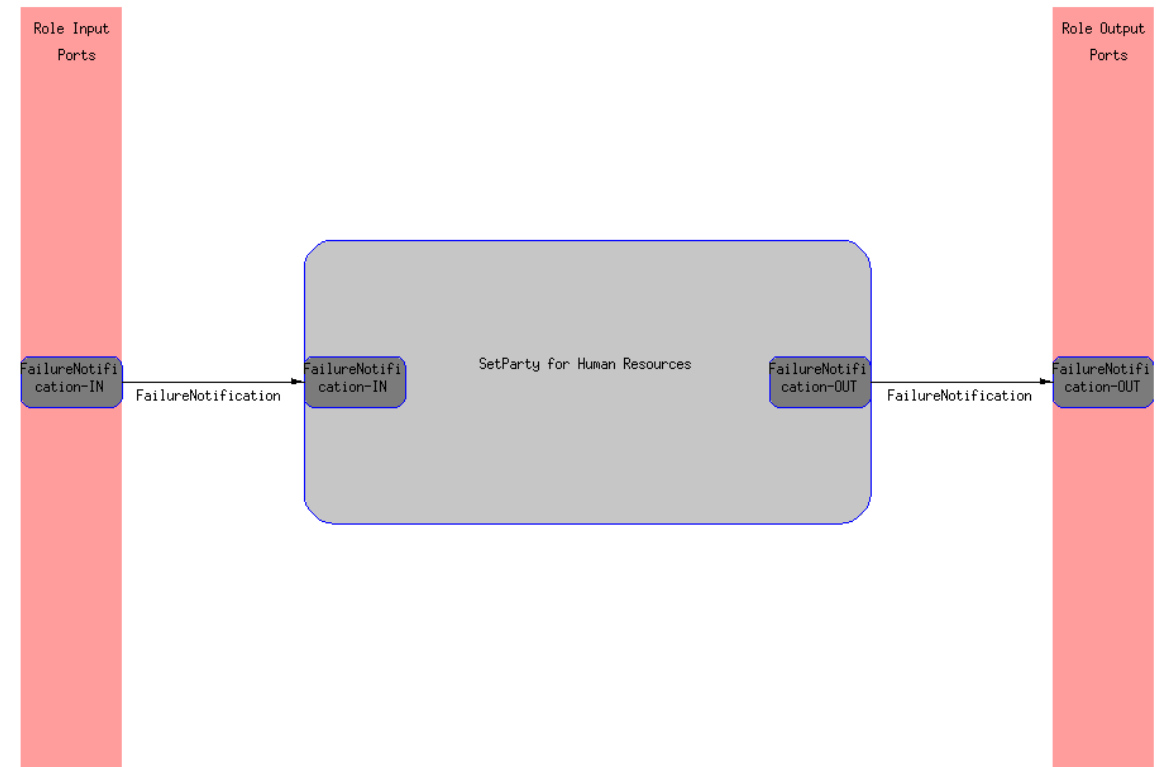 Role Input
Ports
Role Output
Ports
FailureNotifi
cation-IN
FailureNotification
FailureNotifi
cation-IN
SetParty for Human Resources
FailureNotifi
cation-OUT
FailureNotification
FailureNotifi
cation-OUT